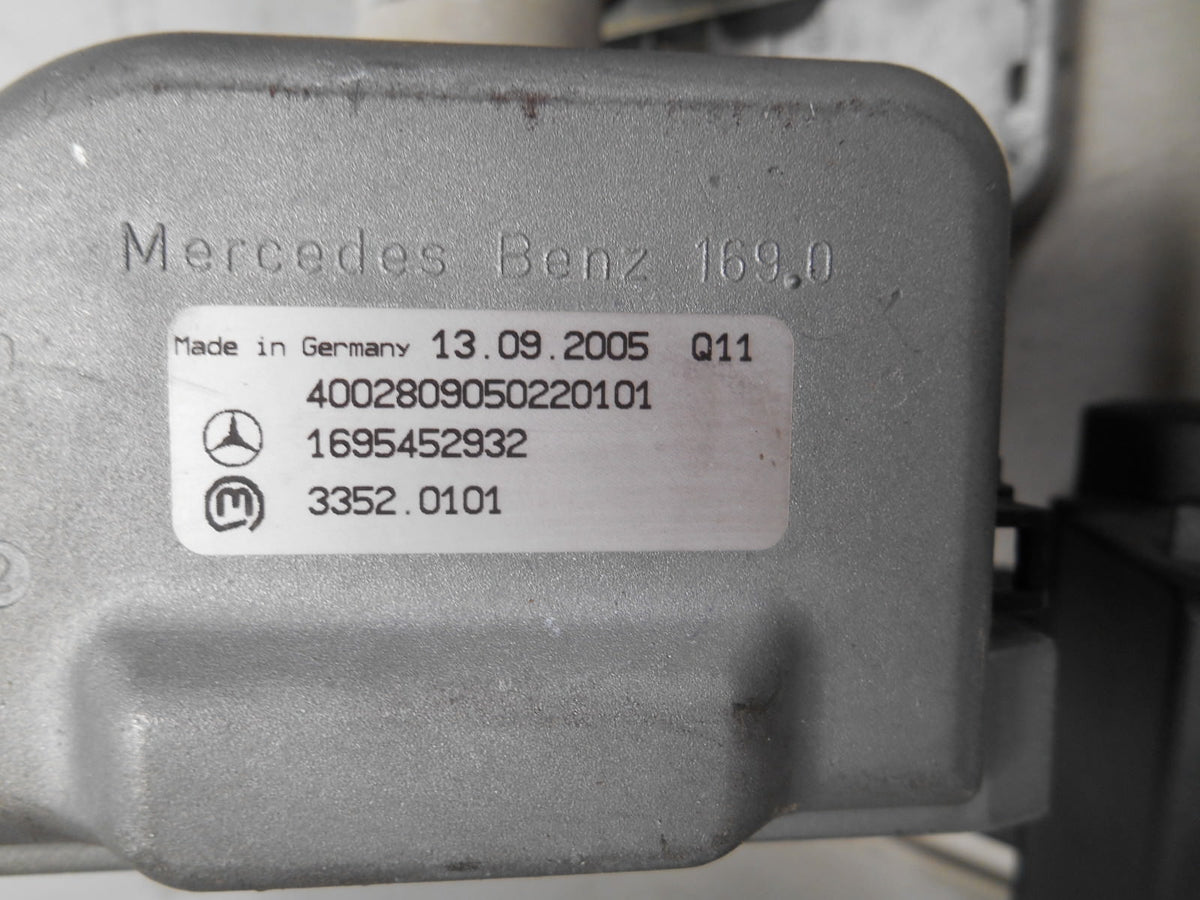 Mercedes Benz 169.0
Made in Germany 13.09.2005 Q11
4002809050220101
1695452932
3352.0101